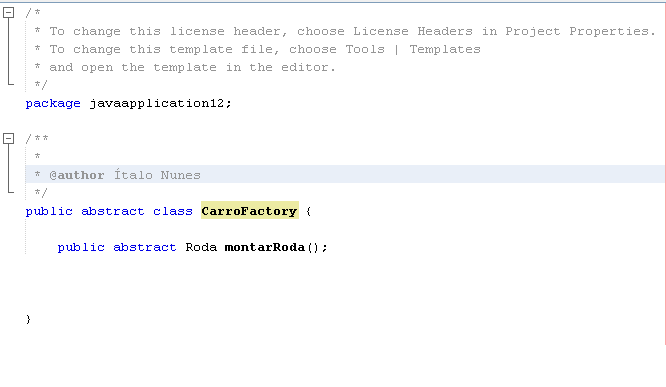 /*
 * To change this license header, choose License Headers in Project Properties.
 * To change this template file, choose Tools | Templates
 * and open the template in the editor.
 */
package javaapplication12;
/**
 *
 * @author Ítalo Nunes
 */
public abstract class CarroFactory {
    public abstract Roda montarRoda();
}